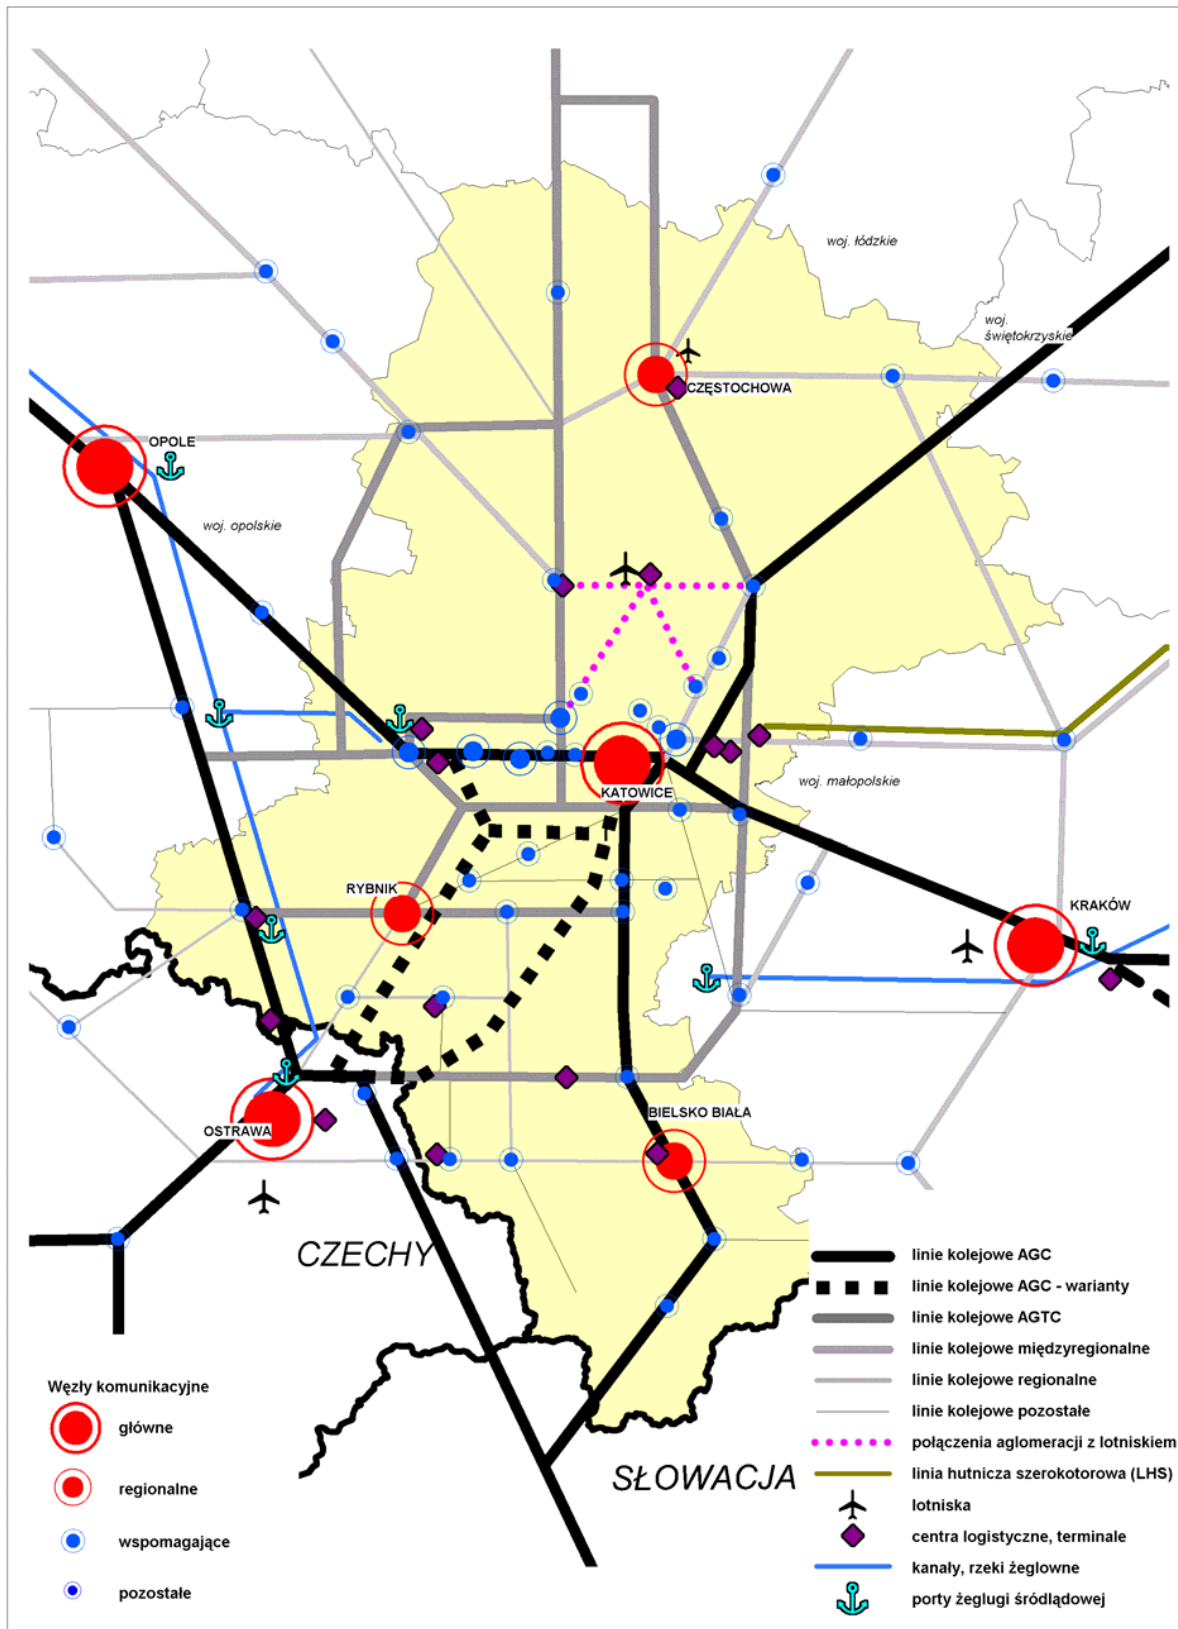 woj. łódzkie
woj.
świętokrzyskie
CZĘSTOCHOWA
OPOLE
woj. opolskie
woj. małopolskie
KATOWICE
RYBNIK
KRAKÓW
BIELSKO BIAŁA
OSTRAWA
CZECHY
SŁOWACJA
linie kolejowe AGC
linie kolejowe AGC - warianty
linie kolejowe AGTC
linie kolejowe międzyregionalne
linie kolejowe regionalne
linie kolejowe pozostałe
połączenia aglomeracji z lotniskiem
linia hutnicza szerokotorowa (LHS)
lotniska
centra logistyczne, terminale
kanały, rzeki żeglowne
porty żeglugi śródlądowej
Węzły komunikacyjne
główne
regionalne
wspomagające
pozostałe